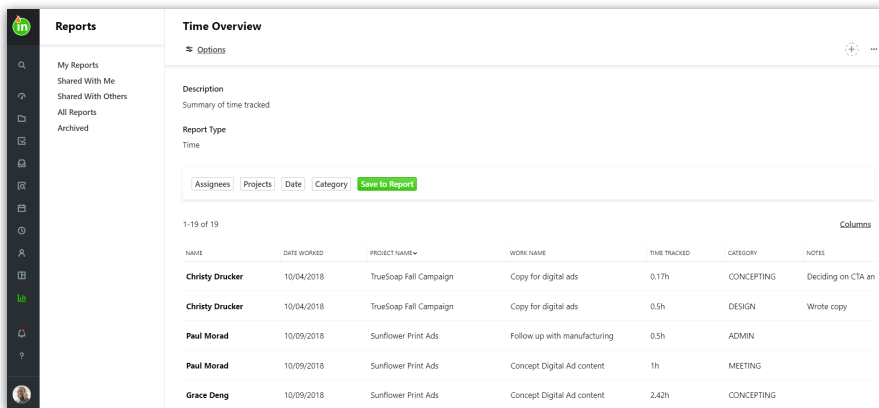 in
Reports
Time Overview
Options
My Reports
Shared With Me
Shared With Others
All Reports
Archived
Description
Summary of time tracked
Report Type
Time
Assignees Projects Date Category Save to Report
1-19 of 19 Columns
NAME DATE WORKED PROJECT NAME WORK NAME TIME TRACKED CATEGORY NOTES
Christy Drucker 10/04/2018 TrueSoap Fall Campaign Copy for digital ads 0.17h CONCEPTING Deciding on CTA an
Christy Drucker 10/04/2018 TrueSoap Fall Campaign Copy for digital ads 0.5h DESIGN Wrote copy
Paul Morad 10/09/2018 Sunflower Print Ads Follow up with manufacturing 0.5h ADMIN
Paul Morad 10/09/2018 Sunflower Print Ads Concept Digital Ad content 1h MEETING
Grace Deng 10/09/2018 Sunflower Print Ads Concept Digital Ad content 2.42h CONCEPTING
?